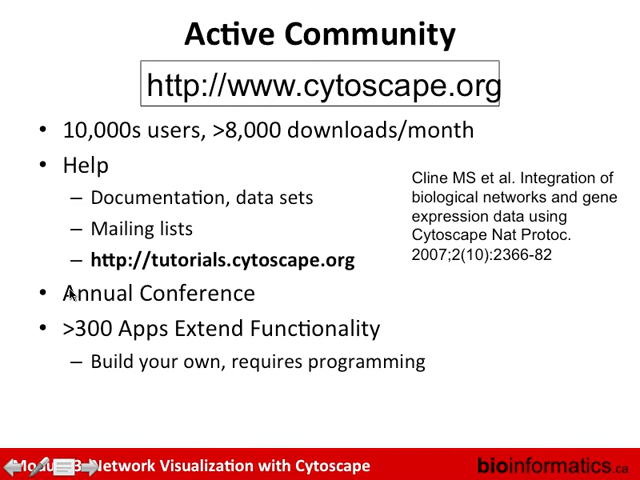 Active Community
http://www.cytoscape.org
• 10,000s users, >8,000 downloads/month
• Help
– Documentation, data sets
– Mailing lists
– http://tutorials.cytoscape.org
• Annual Conference
• >300 Apps Extend Functionality
– Build your own, requires programming
Cline MS et al. Integration of
biological networks and gene
expression data using
Cytoscape Nat Protoc.
2007;2(10):2366-82
Module 3 Network Visualization with Cytoscape
bioinformatics.ca